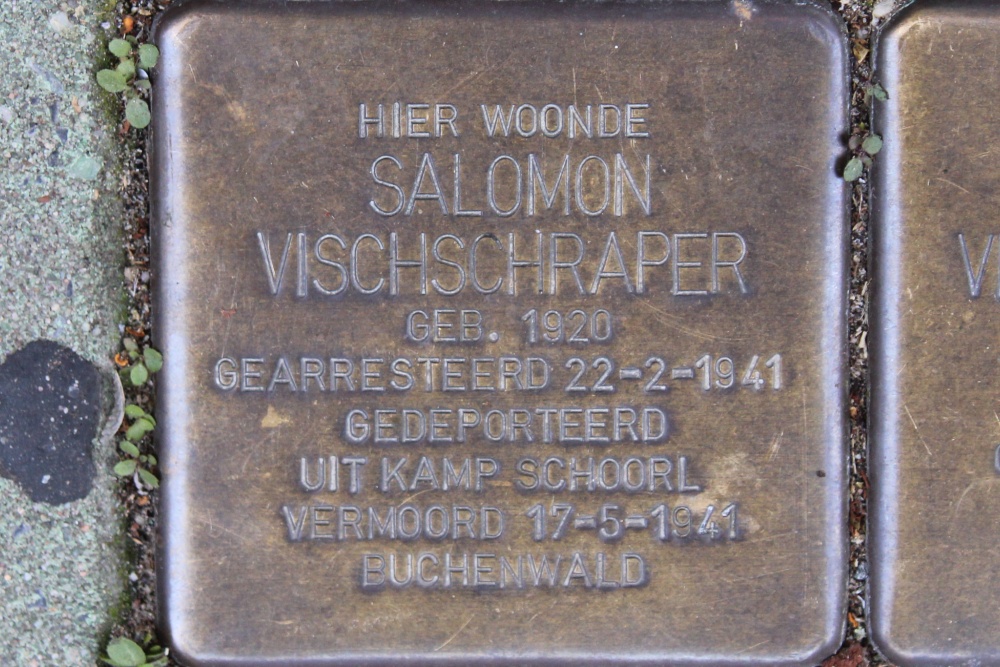 HIER WOONDE
SALOMON
VISCHSCHRAPER
GEB. 1920
GEARRESTEERD 22-2-1941
GEDEPORTEERD
UIT KAMP SCHOORL
VERMOORD 17-5-1941
BUCHENWALD